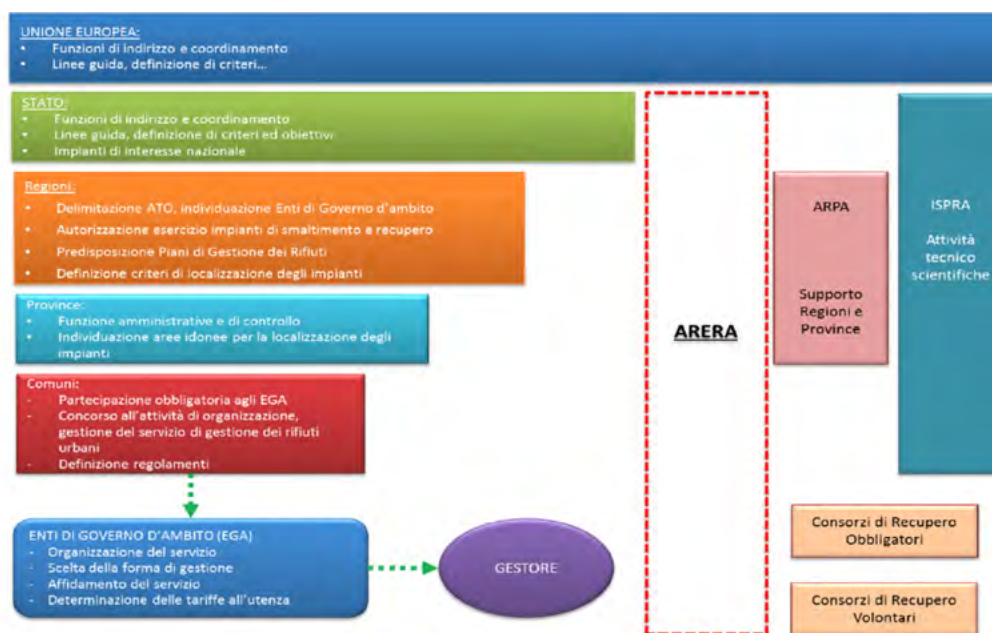 UNIONE EUROPEA:
• Funzioni di indirizzo e coordinamento
• Linee guida, definizione di criteri...
STATO:
• Funzioni di indirizzo e coordinamento
• Linee guida, definizione di criteri ed obiettivi
• Impianti di interesse nazionale
Regioni:
• Delimitazione ATO, individuazione Enti di Governo d'ambito
• Autorizzazione esercizio impianti di smaltimento e recupero
• Predisposizione Piani di Gestione dei Rifiuti
• Definizione criteri di localizzazione degli impianti
Province:
• Funzione amministrative e di controllo
• Individuazione aree idonee per la localizzazione degli
impianti
Comuni:
- Partecipazione obbligatoria agli EGA
- Concorso all'attività di organizzazione,
gestione del servizio di gestione dei rifiuti
urbani
- Definizione regolamenti
ENTI DI GOVERNO D'AMBITO (EGA)
- Organizzazione del servizio
- Scelta della forma di gestione
- Affidamento del servizio
- Determinazione delle tariffe all'utenza
GESTORE
ARERA
ARPA
Supporto
Regioni e
Province
ISPRA
Attività
tecnico
scientifiche
Consorzi di Recupero
Obbligatori
Consorzi di Recupero
Volontari